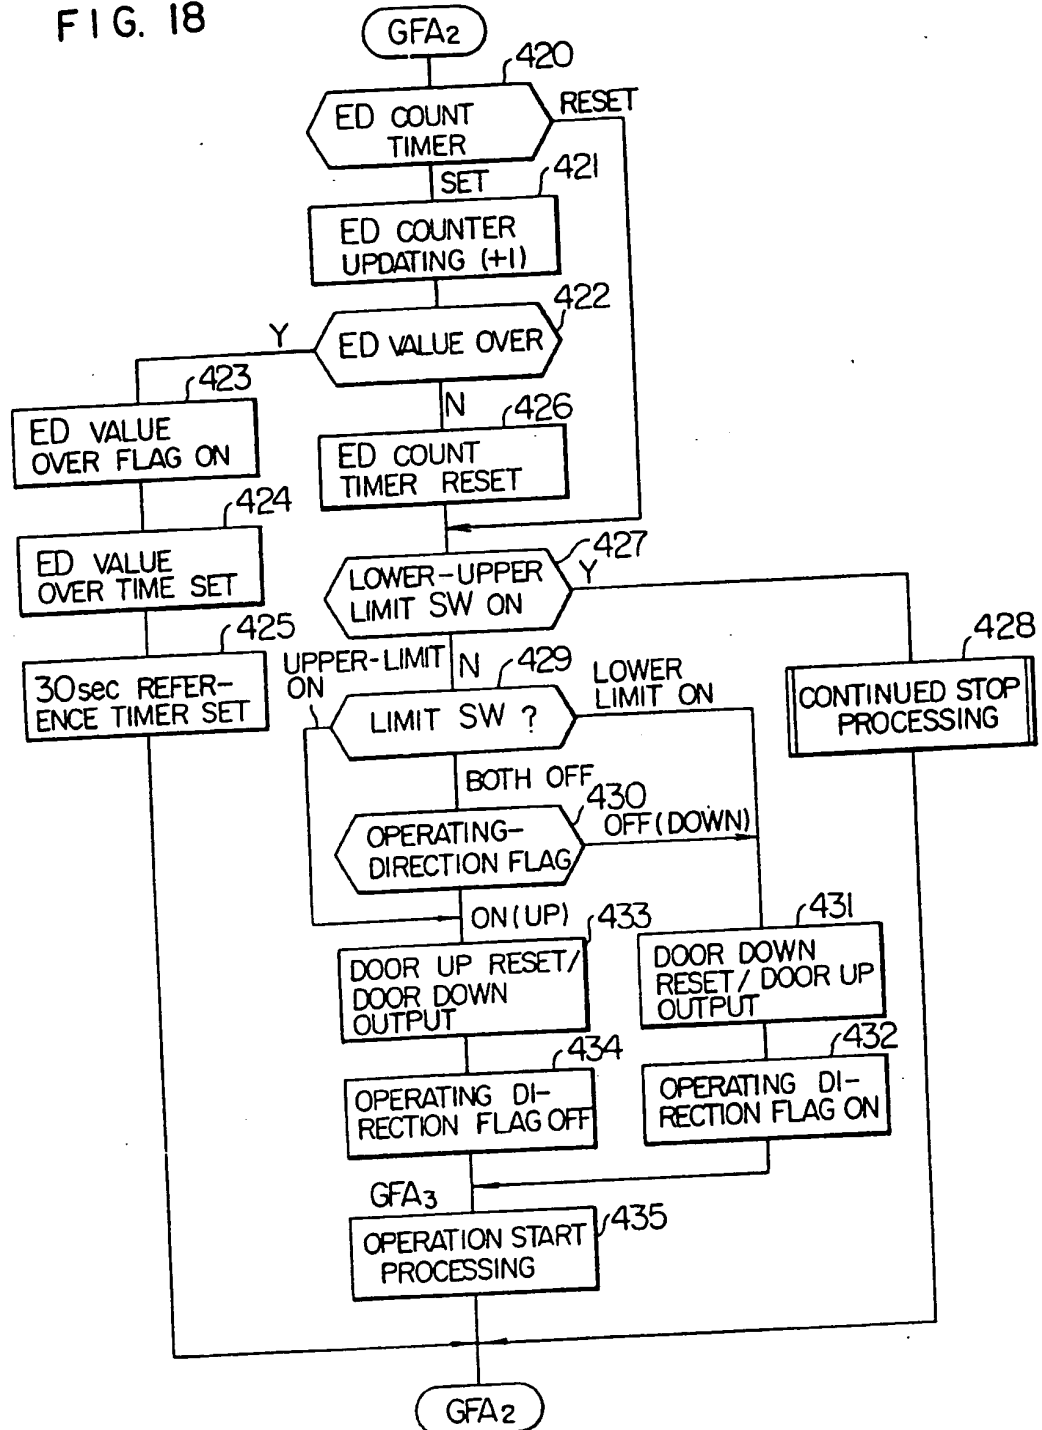 FIG. 18
GFA2
420
ED COUNT
TIMER
RESET
SET
421
ED COUNTER
UPDATING (+1)
422
ED VALUE OVER
Y
N
423
ED VALUE
OVER FLAG ON
426
ED COUNT
TIMER RESET
424
ED VALUE
OVER TIME SET
427
LOWER-UPPER
LIMIT SW ON
Y
N
425
30sec REFER-
ENCE TIMER SET
428
CONTINUED STOP
PROCESSING
UPPER-LIMIT
ON
429
LIMIT SW ?
LOWER
LIMIT ON
BOTH OFF
430
OPERATING-
DIRECTION FLAG
OFF(DOWN)
ON(UP)
433
DOOR UP RESET/
DOOR DOWN
OUTPUT
431
DOOR DOWN
RESET/DOOR UP
OUTPUT
434
OPERATING DI-
RECTION FLAG OFF
432
OPERATING DI-
RECTION FLAG ON
GFA3
435
OPERATION START
PROCESSING
GFA2